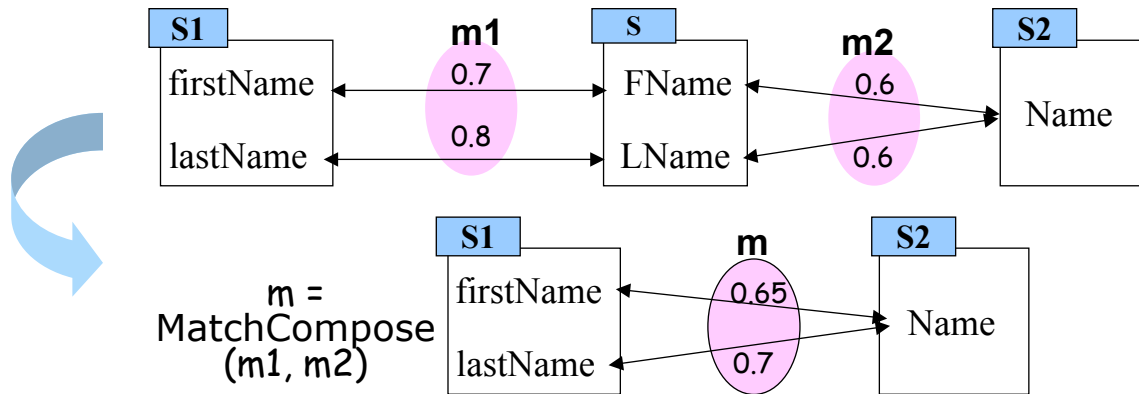 S1
m1
S
m2
S2
firstName
0.7
FName
0.6
Name
lastName
0.8
LName
0.6
S1
m
S2
firstName
0.65
Name
lastName
0.7
m =
MatchCompose
(m1, m2)